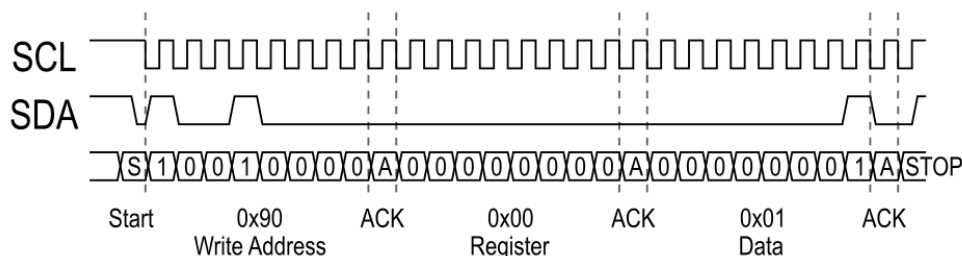 SCL
SDA
S 1 0 0 1 0 0 0 0 A 0 0 0 0 0 0 0 0 A 0 0 0 0 0 0 0 1 A STOP
Start 0x90 ACK 0x00 ACK 0x01 ACK
Write Address Register Data